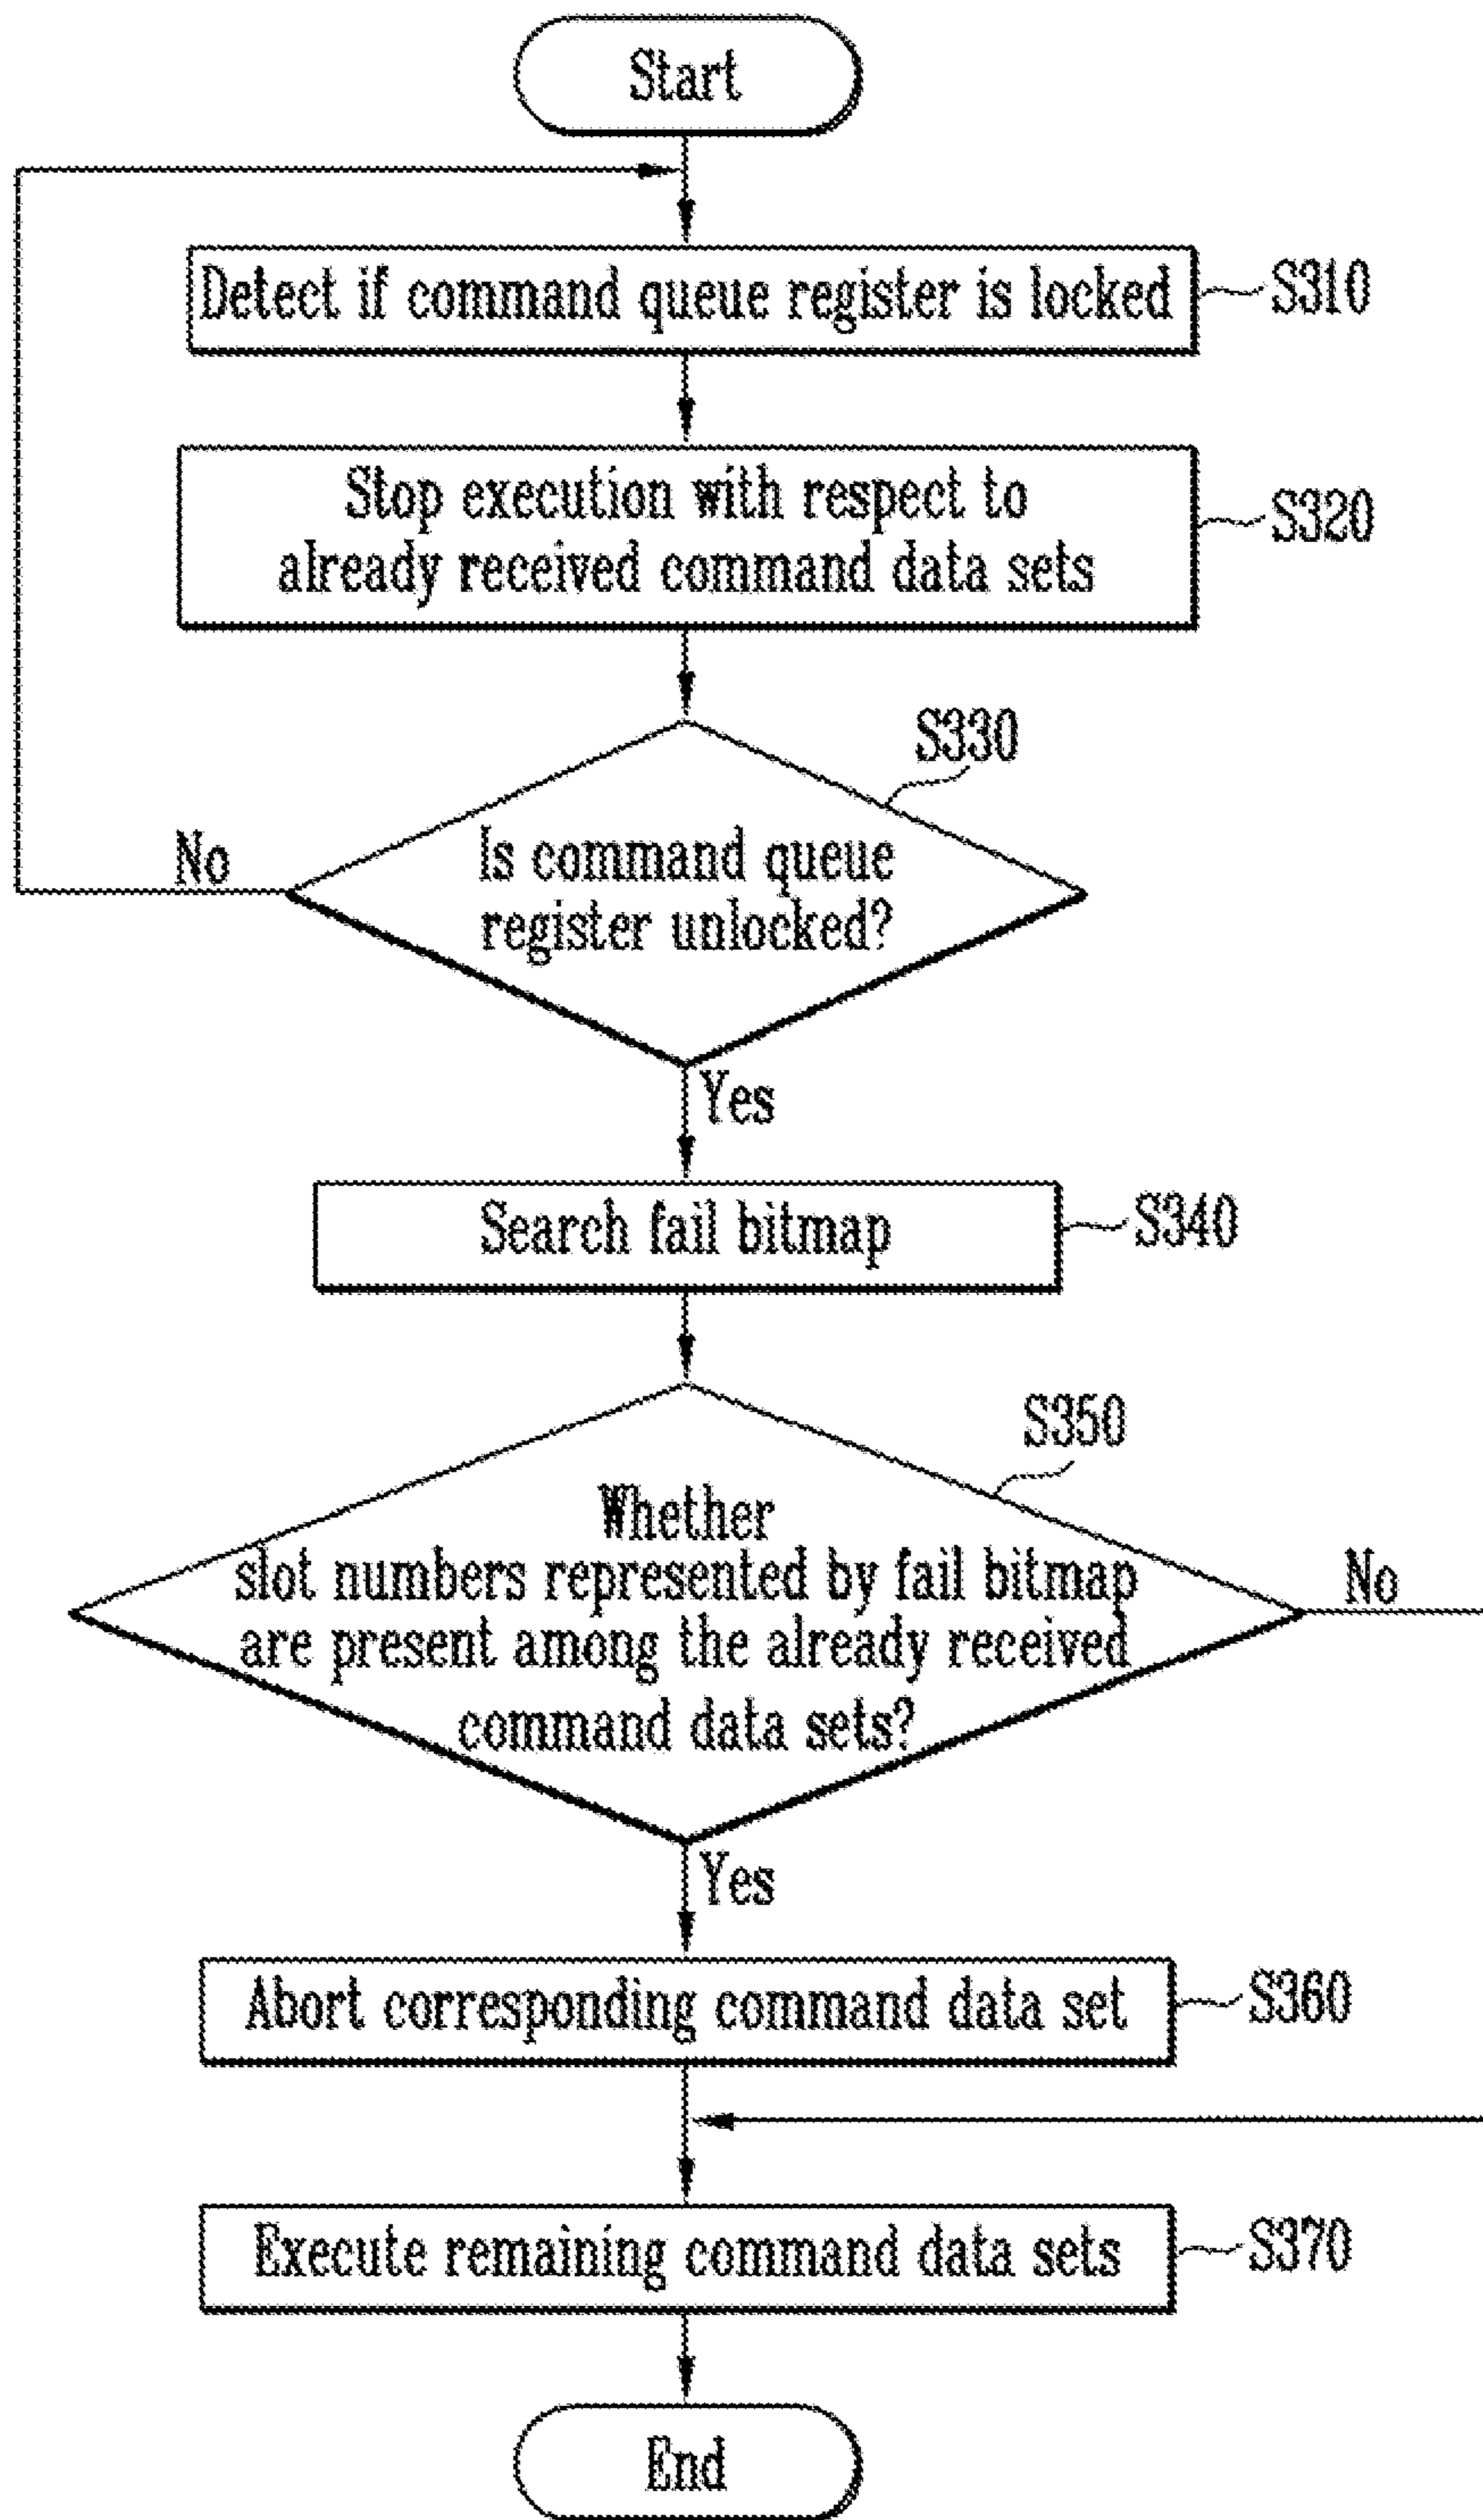 Start
Detect if command queue register is locked
S310
Stop execution with respect to
already received command data sets
S320
S330
Is command queue
register unlocked?
No
Yes
Search fail bitmap
S340
S350
Whether
slot numbers represented by fail bitmap
are present among the already received
command data sets?
No
Yes
Abort corresponding command data set
S360
Execute remaining command data sets
S370
End